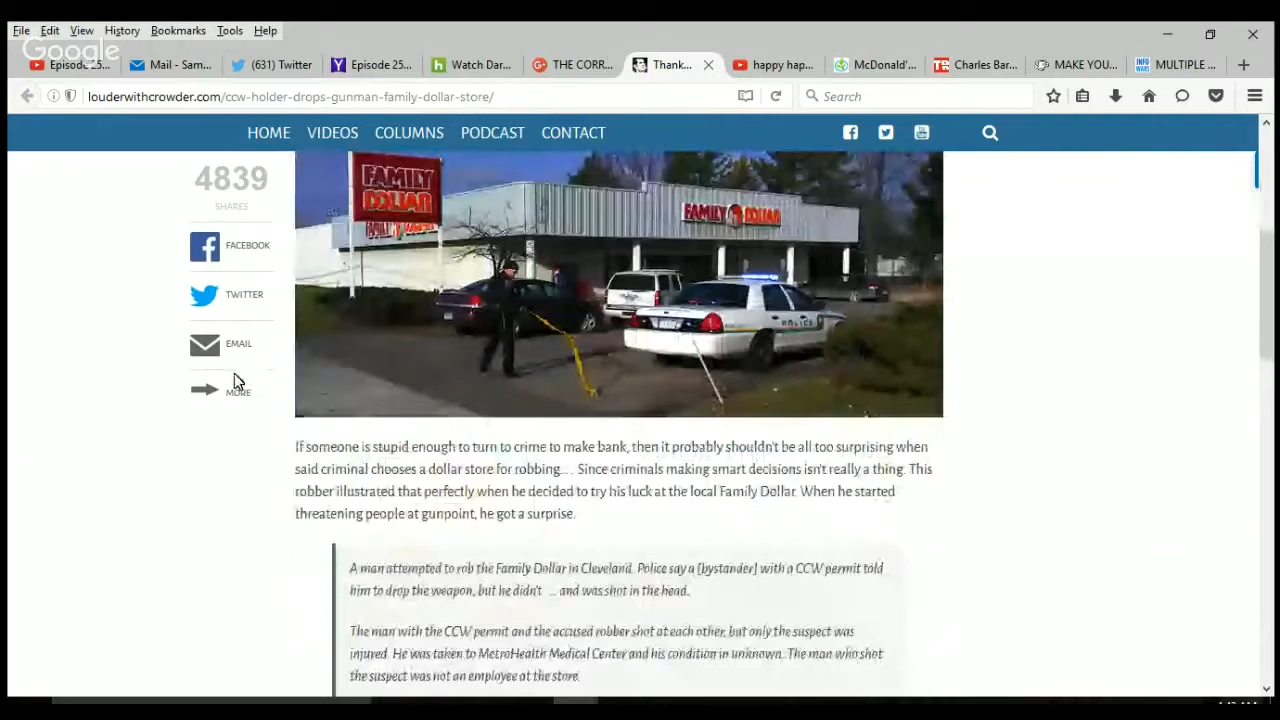 File Edit View History Bookmarks Tools Help
Google
Episode 25... Mail - Sam... (631) Twitter Episode 25... Watch Dar... THE CORR... Thank... happy hap... McDonald'... Charles Bar... MAKE YOU... INFO WARS MULTIPLE ...
louderwithcrowder.com/ccw-holder-drops-gunman-family-dollar-store/ Search
HOME VIDEOS COLUMNS PODCAST CONTACT
4839
SHARES
FACEBOOK
TWITTER
EMAIL
MORE
FAMILY
DOLLAR
FAMILY DOLLAR
POLICE
If someone is stupid enough to turn to crime to make bank, then it probably shouldn't be all too surprising when
said criminal chooses a dollar store for robbing... Since criminals making smart decisions isn't really a thing. This
robber illustrated that perfectly when he decided to try his luck at the local Family Dollar. When he started
threatening people at gunpoint, he got a surprise.
A man attempted to rob the Family Dollar in Cleveland. Police say a [bystander] with a CCW permit told
him to drop the weapon, but he didn't ... and was shot in the head.
The man with the CCW permit and the accused robber shot at each other, but only the suspect was
injured. He was taken to MetroHealth Medical Center and his condition in unknown. The man who shot
the suspect was not an employee at the store.